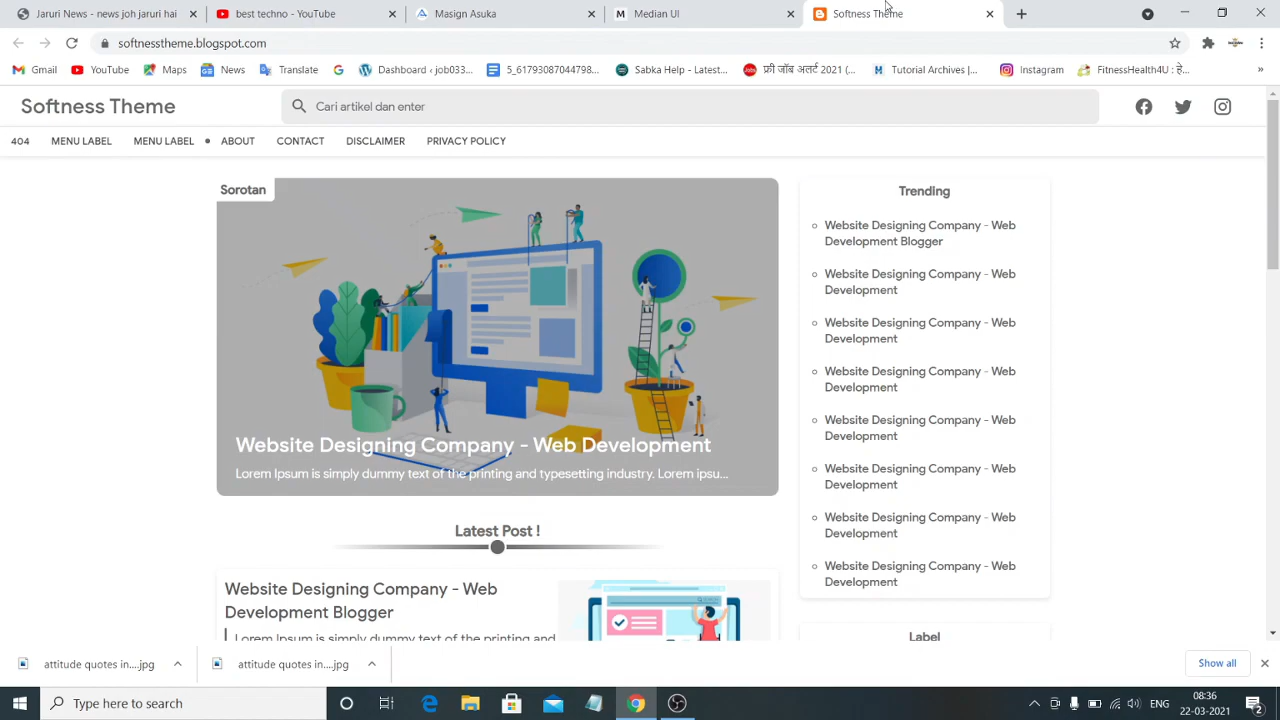 Jaruri News - news4oh jaruri hai
best techno - YouTube
Masign Asuka
Median UI
Softness Theme
softnesstheme.blogspot.com
Gmail
YouTube
Maps
News
Translate
Dashboard ‹ job033...
5_61793087044798...
Sabka Help - Latest...
फ्री जॉब अलर्ट 2021 (...
Tutorial Archives |...
Instagram
FitnessHealth4U : हे...
»
Softness Theme
Cari artikel dan enter
404
MENU LABEL
MENU LABEL
ABOUT
CONTACT
DISCLAIMER
PRIVACY POLICY
Sorotan
Website Designing Company - Web Development
Lorem Ipsum is simply dummy text of the printing and typesetting industry. Lorem ipsu...
Latest Post !
Website Designing Company - Web
Development Blogger
Lorem Ipsum is simply dummy text of the printing and
Trending
Website Designing Company - Web
Development Blogger
Website Designing Company - Web
Development
Website Designing Company - Web
Development
Website Designing Company - Web
Development
Website Designing Company - Web
Development
Website Designing Company - Web
Development
Website Designing Company - Web
Development
Website Designing Company - Web
Development
Label
attitude quotes in....jpg
attitude quotes in....jpg
Show all
Type here to search
ENG
08:36
22-03-2021
2